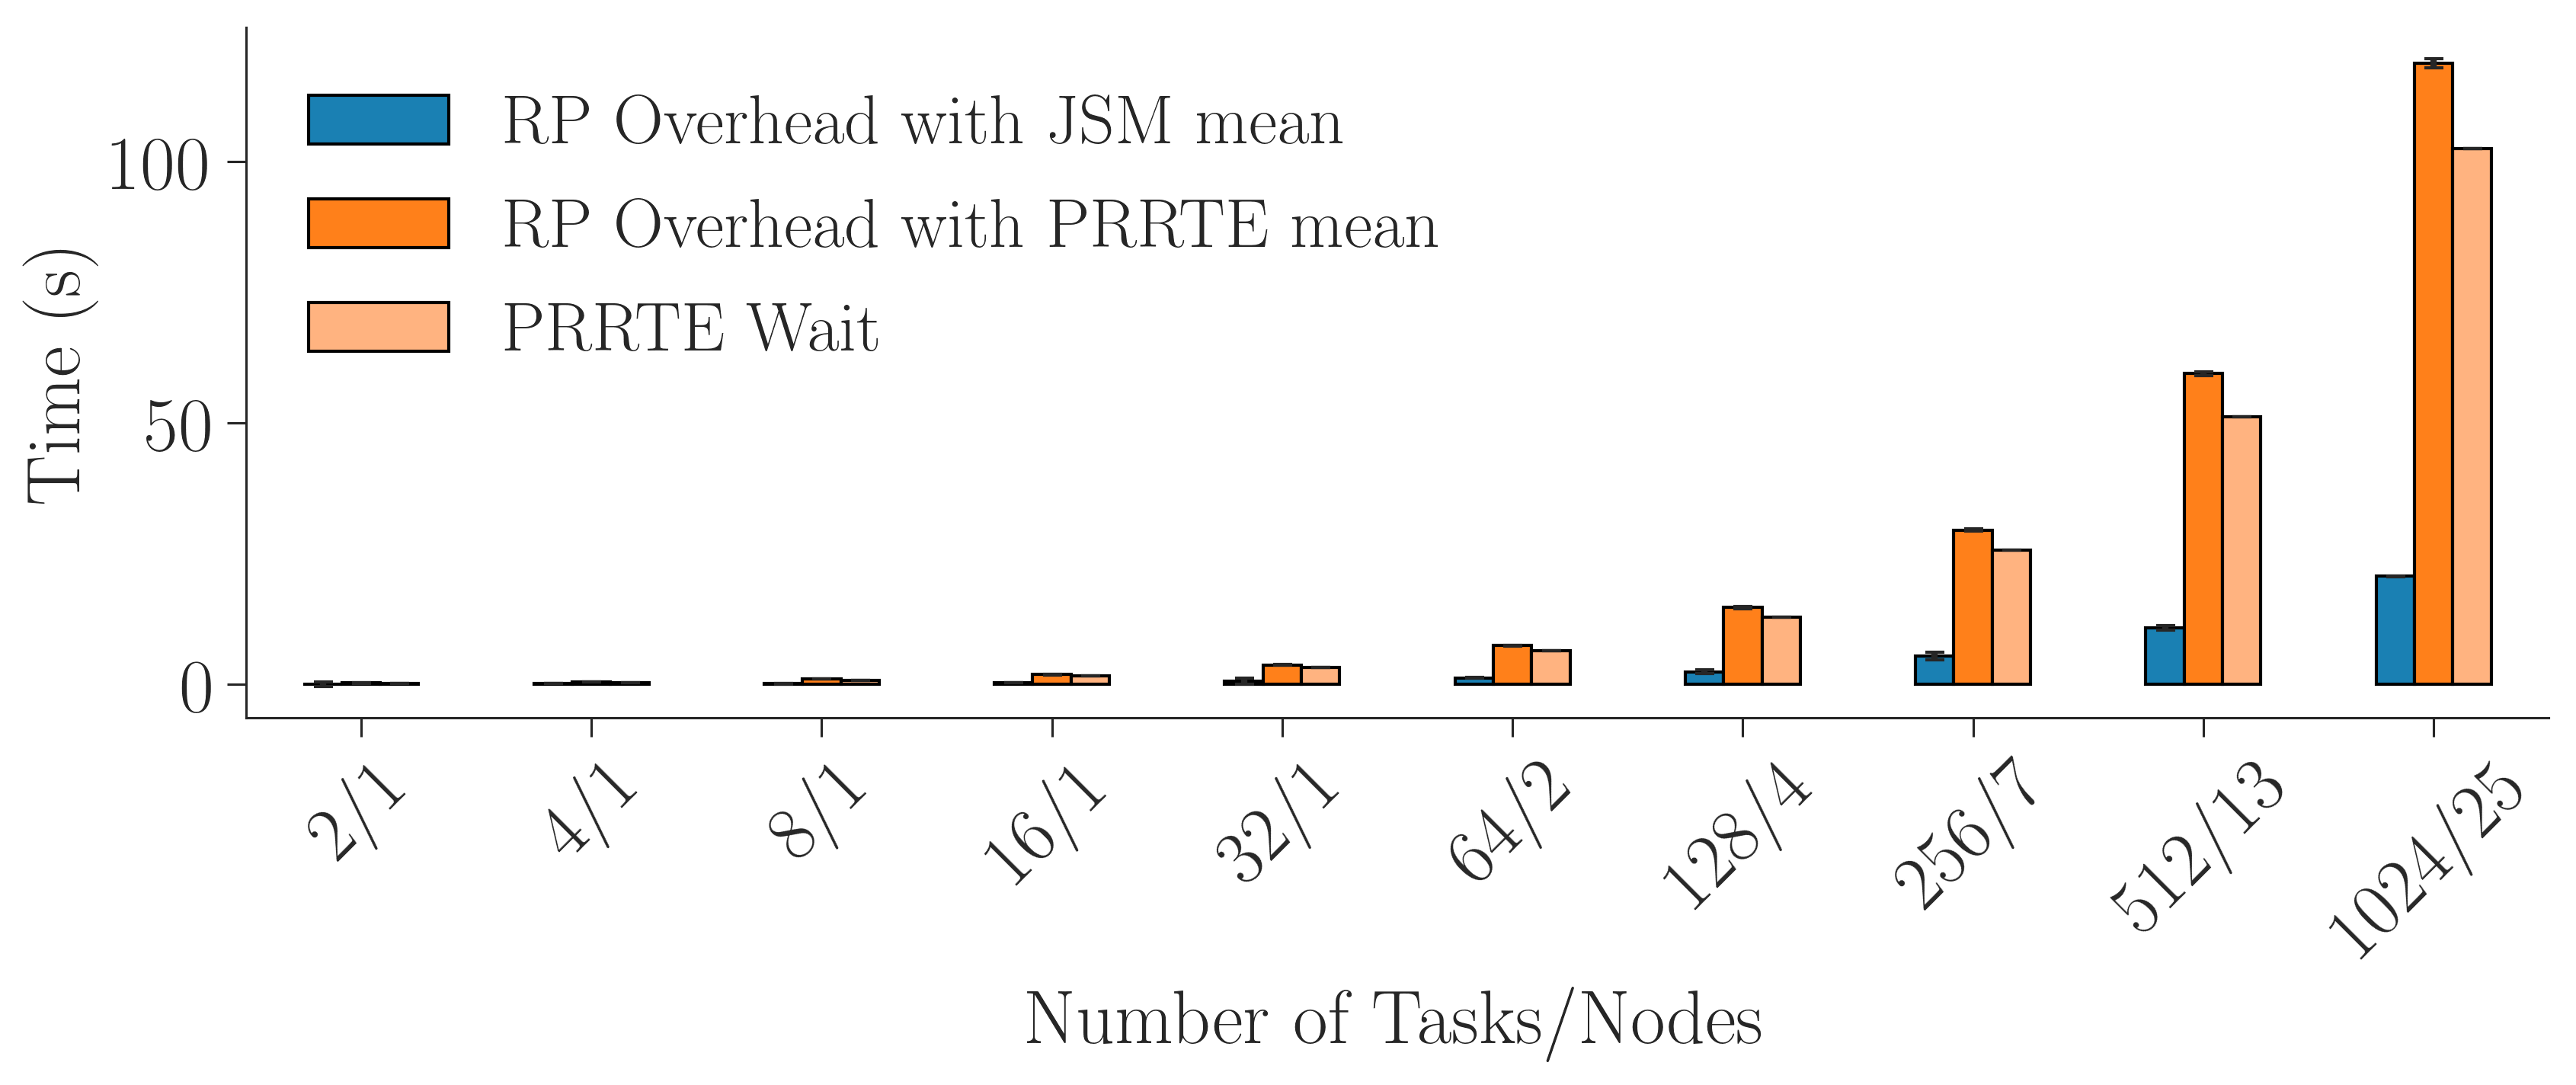 RP Overhead with JSM mean
RP Overhead with PRRTE mean
PRRTE Wait
Time (s)
100
50
0
2/1
4/1
8/1
16/1
32/1
64/2
128/4
256/7
512/13
1024/25
Number of Tasks/Nodes